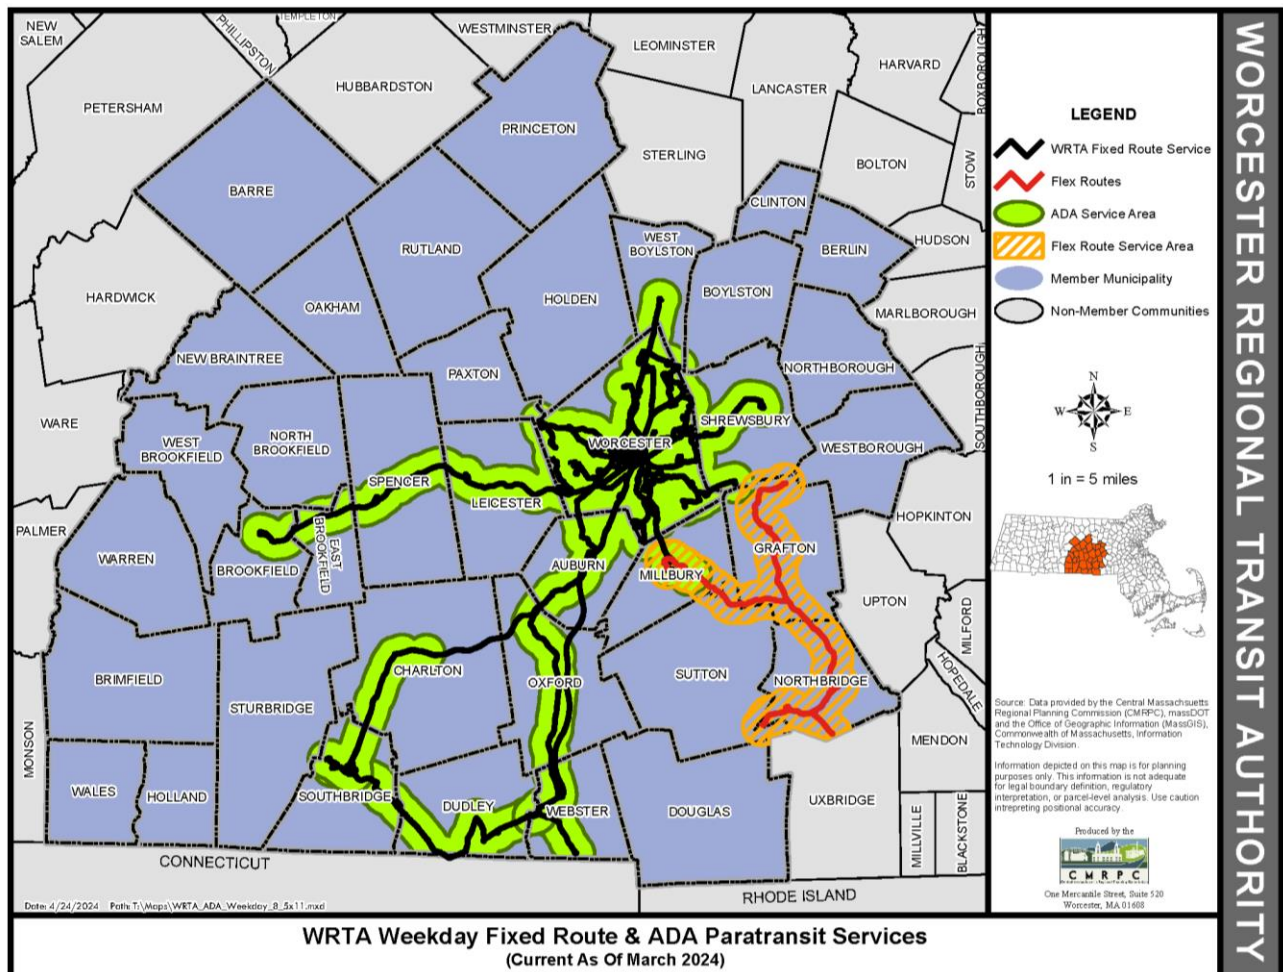 NEW
SALEM
PHILLIPSTON
TEMPLETON
WESTMINSTER
LEOMINSTER
HARVARD
BOXBOROUGH
PETERSHAM
HUBBARDSTON
LANCASTER
PRINCETON
STERLING
BOLTON
STOW
BARRE
CLINTON
RUTLAND
WEST
BOYLSTON
BERLIN
HUDSON
HARDWICK
OAKHAM
HOLDEN
BOYLSTON
MARLBOROUGH
NEW BRAINTREE
PAXTON
NORTHBOROUGH
SOUTHBOROUGH
WARE
WEST
BROOKFIELD
NORTH
BROOKFIELD
WORCESTER
SHREWSBURY
WESTBOROUGH
SPENCER
LEICESTER
PALMER
WARREN
BROOKFIELD
EAST
BROOKFIELD
AUBURN
MILLBURY
GRAFTON
HOPKINTON
UPTON
MILFORD
HOPEDALE
BRIMFIELD
STURBRIDGE
CHARLTON
OXFORD
SUTTON
NORTHBRIDGE
MENDON
MONSON
WALES
HOLLAND
SOUTHBRIDGE
DUDLEY
WEBSTER
DOUGLAS
UXBRIDGE
MILLVILLE
BLACKSTONE
CONNECTICUT
RHODE ISLAND
Date: 4/24/2024 Path: T:\Maps\WRTA_ADA_Weekday_8_5x11.mxd
LEGEND
WRTA Fixed Route Service
Flex Routes
ADA Service Area
Flex Route Service Area
Member Municipality
Non-Member Communities
N
W E
S
1 in = 5 miles
Source: Data provided by the Central Massachusetts
Regional Planning Commission (CMRPC), massDOT
and the Office of Geographic Information (MassGIS),
Commonwealth of Massachusetts, Information
Technology Division.
Information depicted on this map is for planning
purposes only. This information is not adequate
for legal boundary definition, regulatory
interpretation, or parcel-level analysis. Use caution
intrepreting positional accuracy.
Produced by the
CMRPC
One Mercantile Street, Suite 520
Worcester, MA 01608
WORCESTER REGIONAL TRANSIT AUTHORITY
WRTA Weekday Fixed Route & ADA Paratransit Services
(Current As Of March 2024)